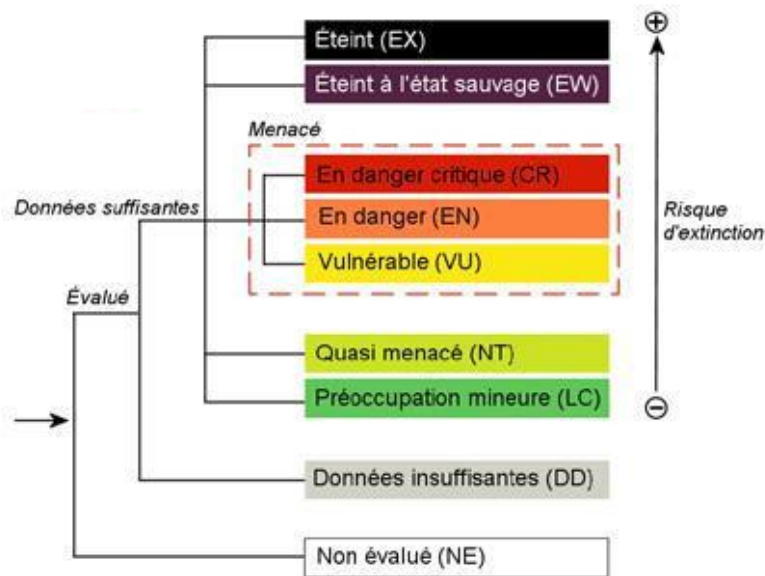 Éteint (EX)
Éteint à l'état sauvage (EW)
Menacé
En danger critique (CR)
Données suffisantes
En danger (EN)
Risque
d'extinction
Vulnérable (VU)
Évalué
Quasi menacé (NT)
Préoccupation mineure (LC)
Données insuffisantes (DD)
Non évalué (NE)